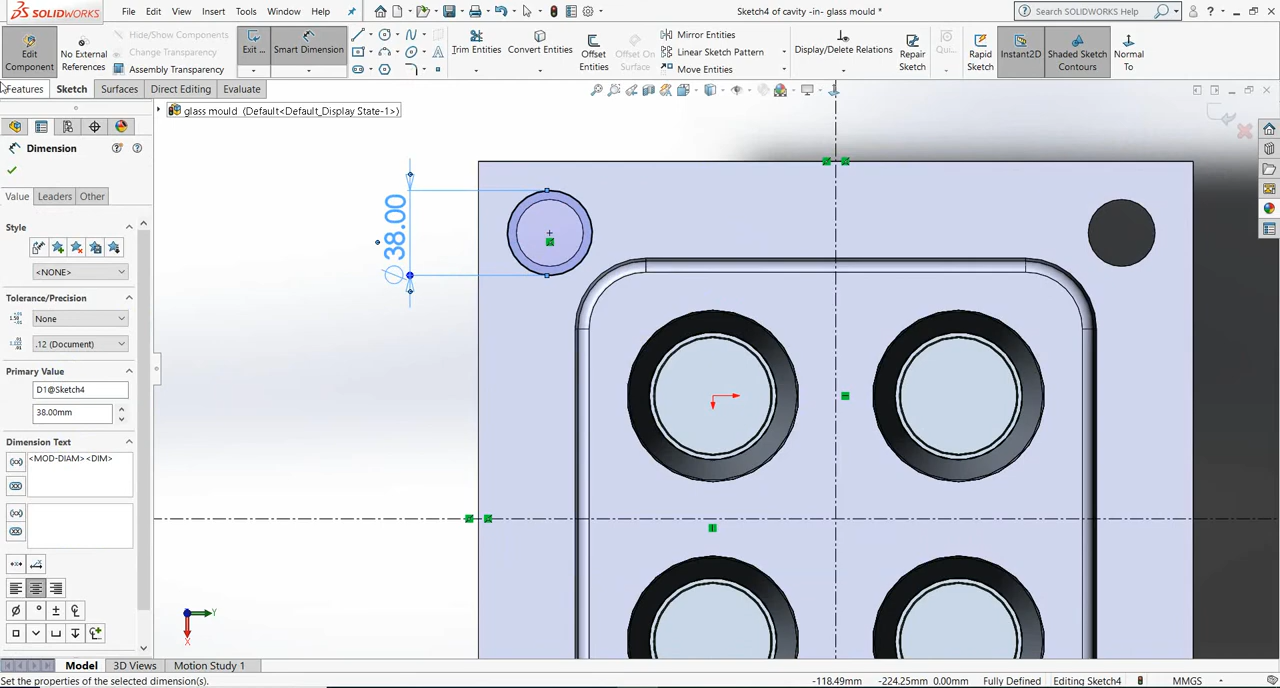 SOLIDWORKS
File Edit View Insert Tools Window Help
Sketch4 of cavity -in- glass mould *
Search SOLIDWORKS Help
Edit Component
No External References
Hide/Show Components
Change Transparency
Assembly Transparency
Exit ...
Smart Dimension
Trim Entities
Convert Entities
Offset Entities
Offset On Surface
Mirror Entities
Linear Sketch Pattern
Move Entities
Display/Delete Relations
Repair Sketch
Qui...
Rapid Sketch
Instant2D
Shaded Sketch Contours
Normal To
Features Sketch Surfaces Direct Editing Evaluate
glass mould (Default<Default_Display State-1>)
Dimension
Value Leaders Other
Style
<NONE>
Tolerance/Precision
None
.12 (Document)
Primary Value
D1@Sketch4
38.00mm
Dimension Text
<MOD-DIAM><DIM>
∅38.00
Y
X
Model 3D Views Motion Study 1
Set the properties of the selected dimension(s).
-118.49mm -224.25mm 0.00mm Fully Defined Editing Sketch4 MMGS